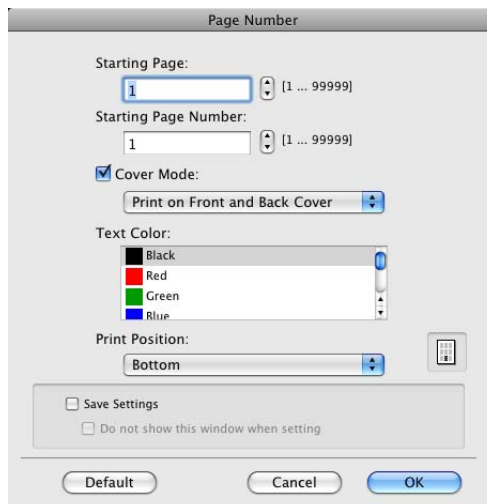 Page Number
Starting Page:
1 [1 ... 99999]
Starting Page Number:
1 [1 ... 99999]
Cover Mode:
Print on Front and Back Cover
Text Color:
Black
Red
Green
Blue
Print Position:
Bottom
Save Settings
Do not show this window when setting
Default Cancel OK